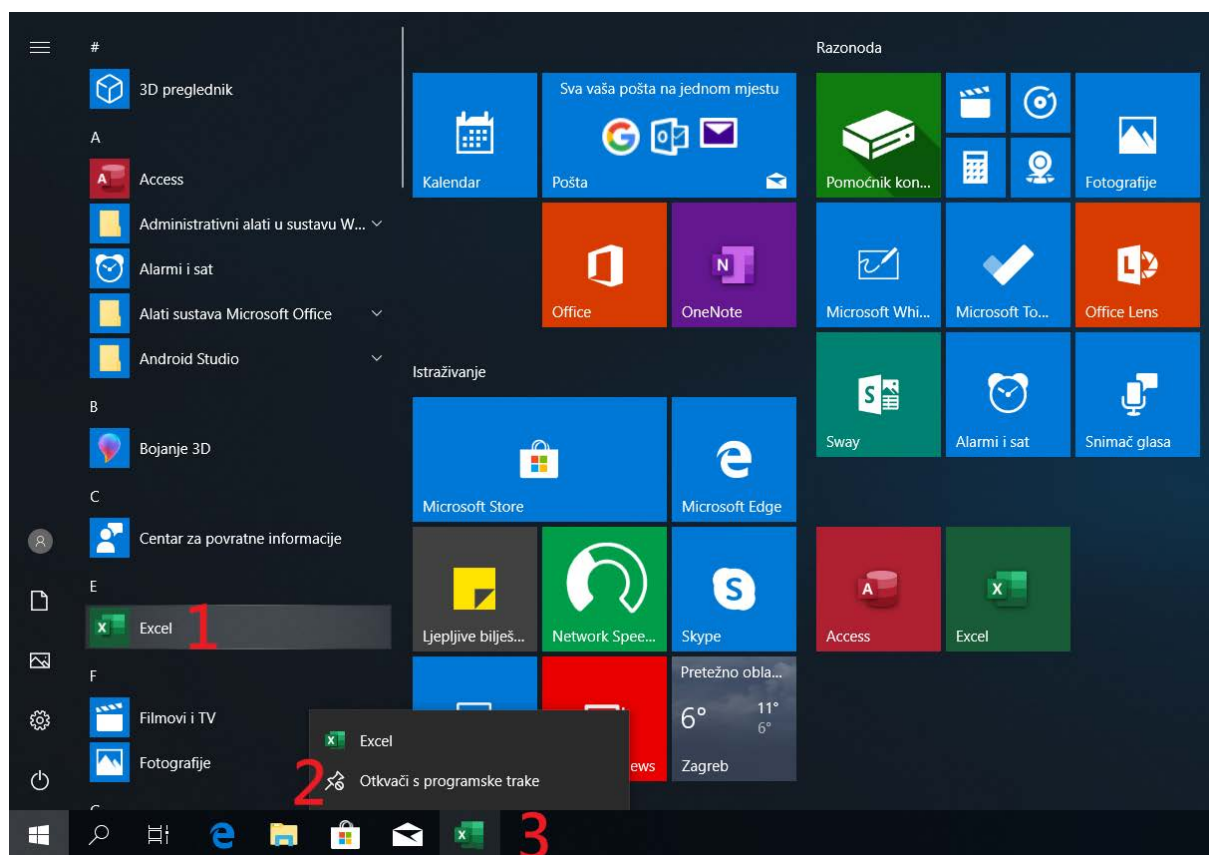 #
3D preglednik
A
Access
Administrativni alati u sustavu W...
Alarmi i sat
Alati sustava Microsoft Office
Android Studio
B
Bojanje 3D
C
Centar za povratne informacije
E
Excel
1
F
Filmovi i TV
Fotografije
Kalendar
Sva vaša pošta na jednom mjestu
Pošta
Office
OneNote
Istraživanje
Microsoft Store
Microsoft Edge
Ljepljive bilješ...
Network Spee...
Skype
ews
Pretežno obla...
6°
11°
6°
Zagreb
Razonoda
Pomoćnik kon...
Fotografije
Microsoft Whi...
Microsoft To...
Office Lens
Sway
Alarmi i sat
Snimač glasa
Access
Excel
Excel
2
Otkvači s programske trake
3